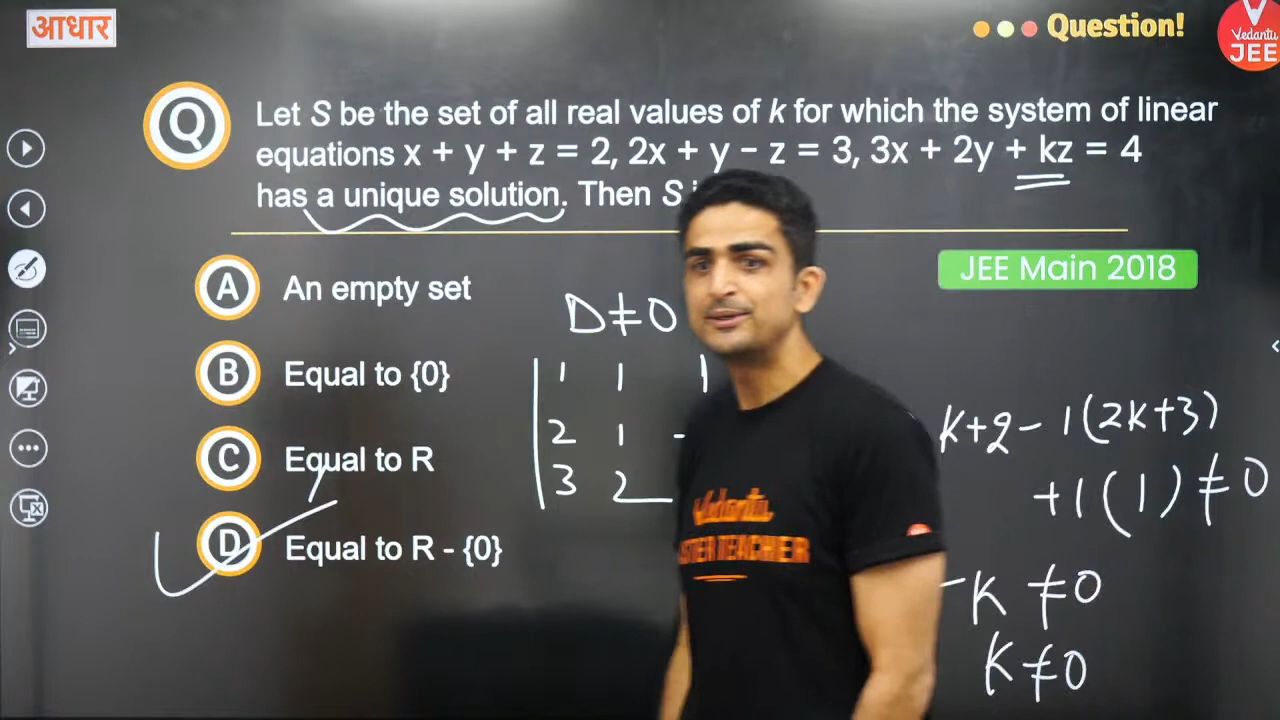 आधार
Question!
Vedantu
JEE
Q
Let S be the set of all real values of k for which the system of linear
equations x + y + z = 2, 2x + y − z = 3, 3x + 2y + kz = 4
has a unique solution. Then S
JEE Main 2018
A An empty set
B Equal to {0}
C Equal to R
D Equal to R - {0}
D ≠ 0
1 1 1
2 1 -
3 2
k+2-1(2k+3)
+1(1) ≠ 0
-k ≠ 0
k ≠ 0
Vedantu
STER TEACHER